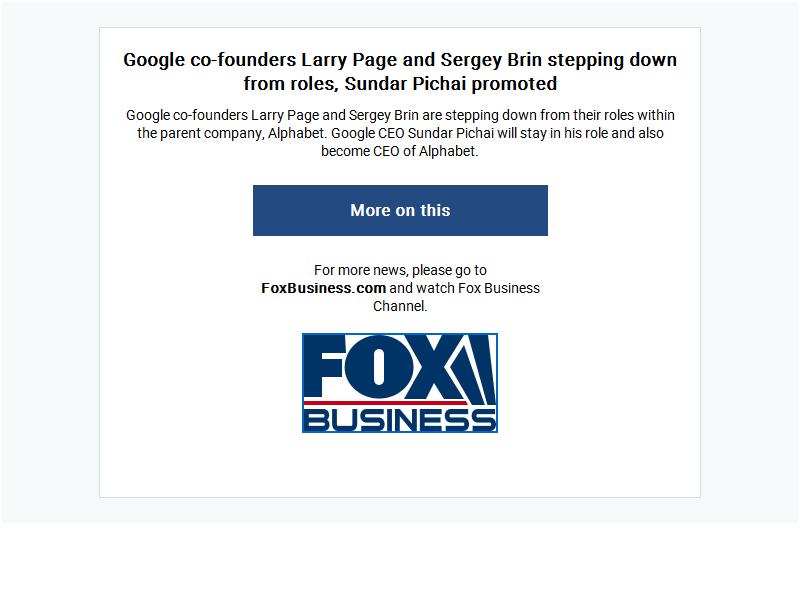 Google co-founders Larry Page and Sergey Brin stepping down
from roles, Sundar Pichai promoted
Google co-founders Larry Page and Sergey Brin are stepping down from their roles within
the parent company, Alphabet. Google CEO Sundar Pichai will stay in his role and also
become CEO of Alphabet.
More on this
For more news, please go to
FoxBusiness.com and watch Fox Business
Channel.
FOX
BUSINESS